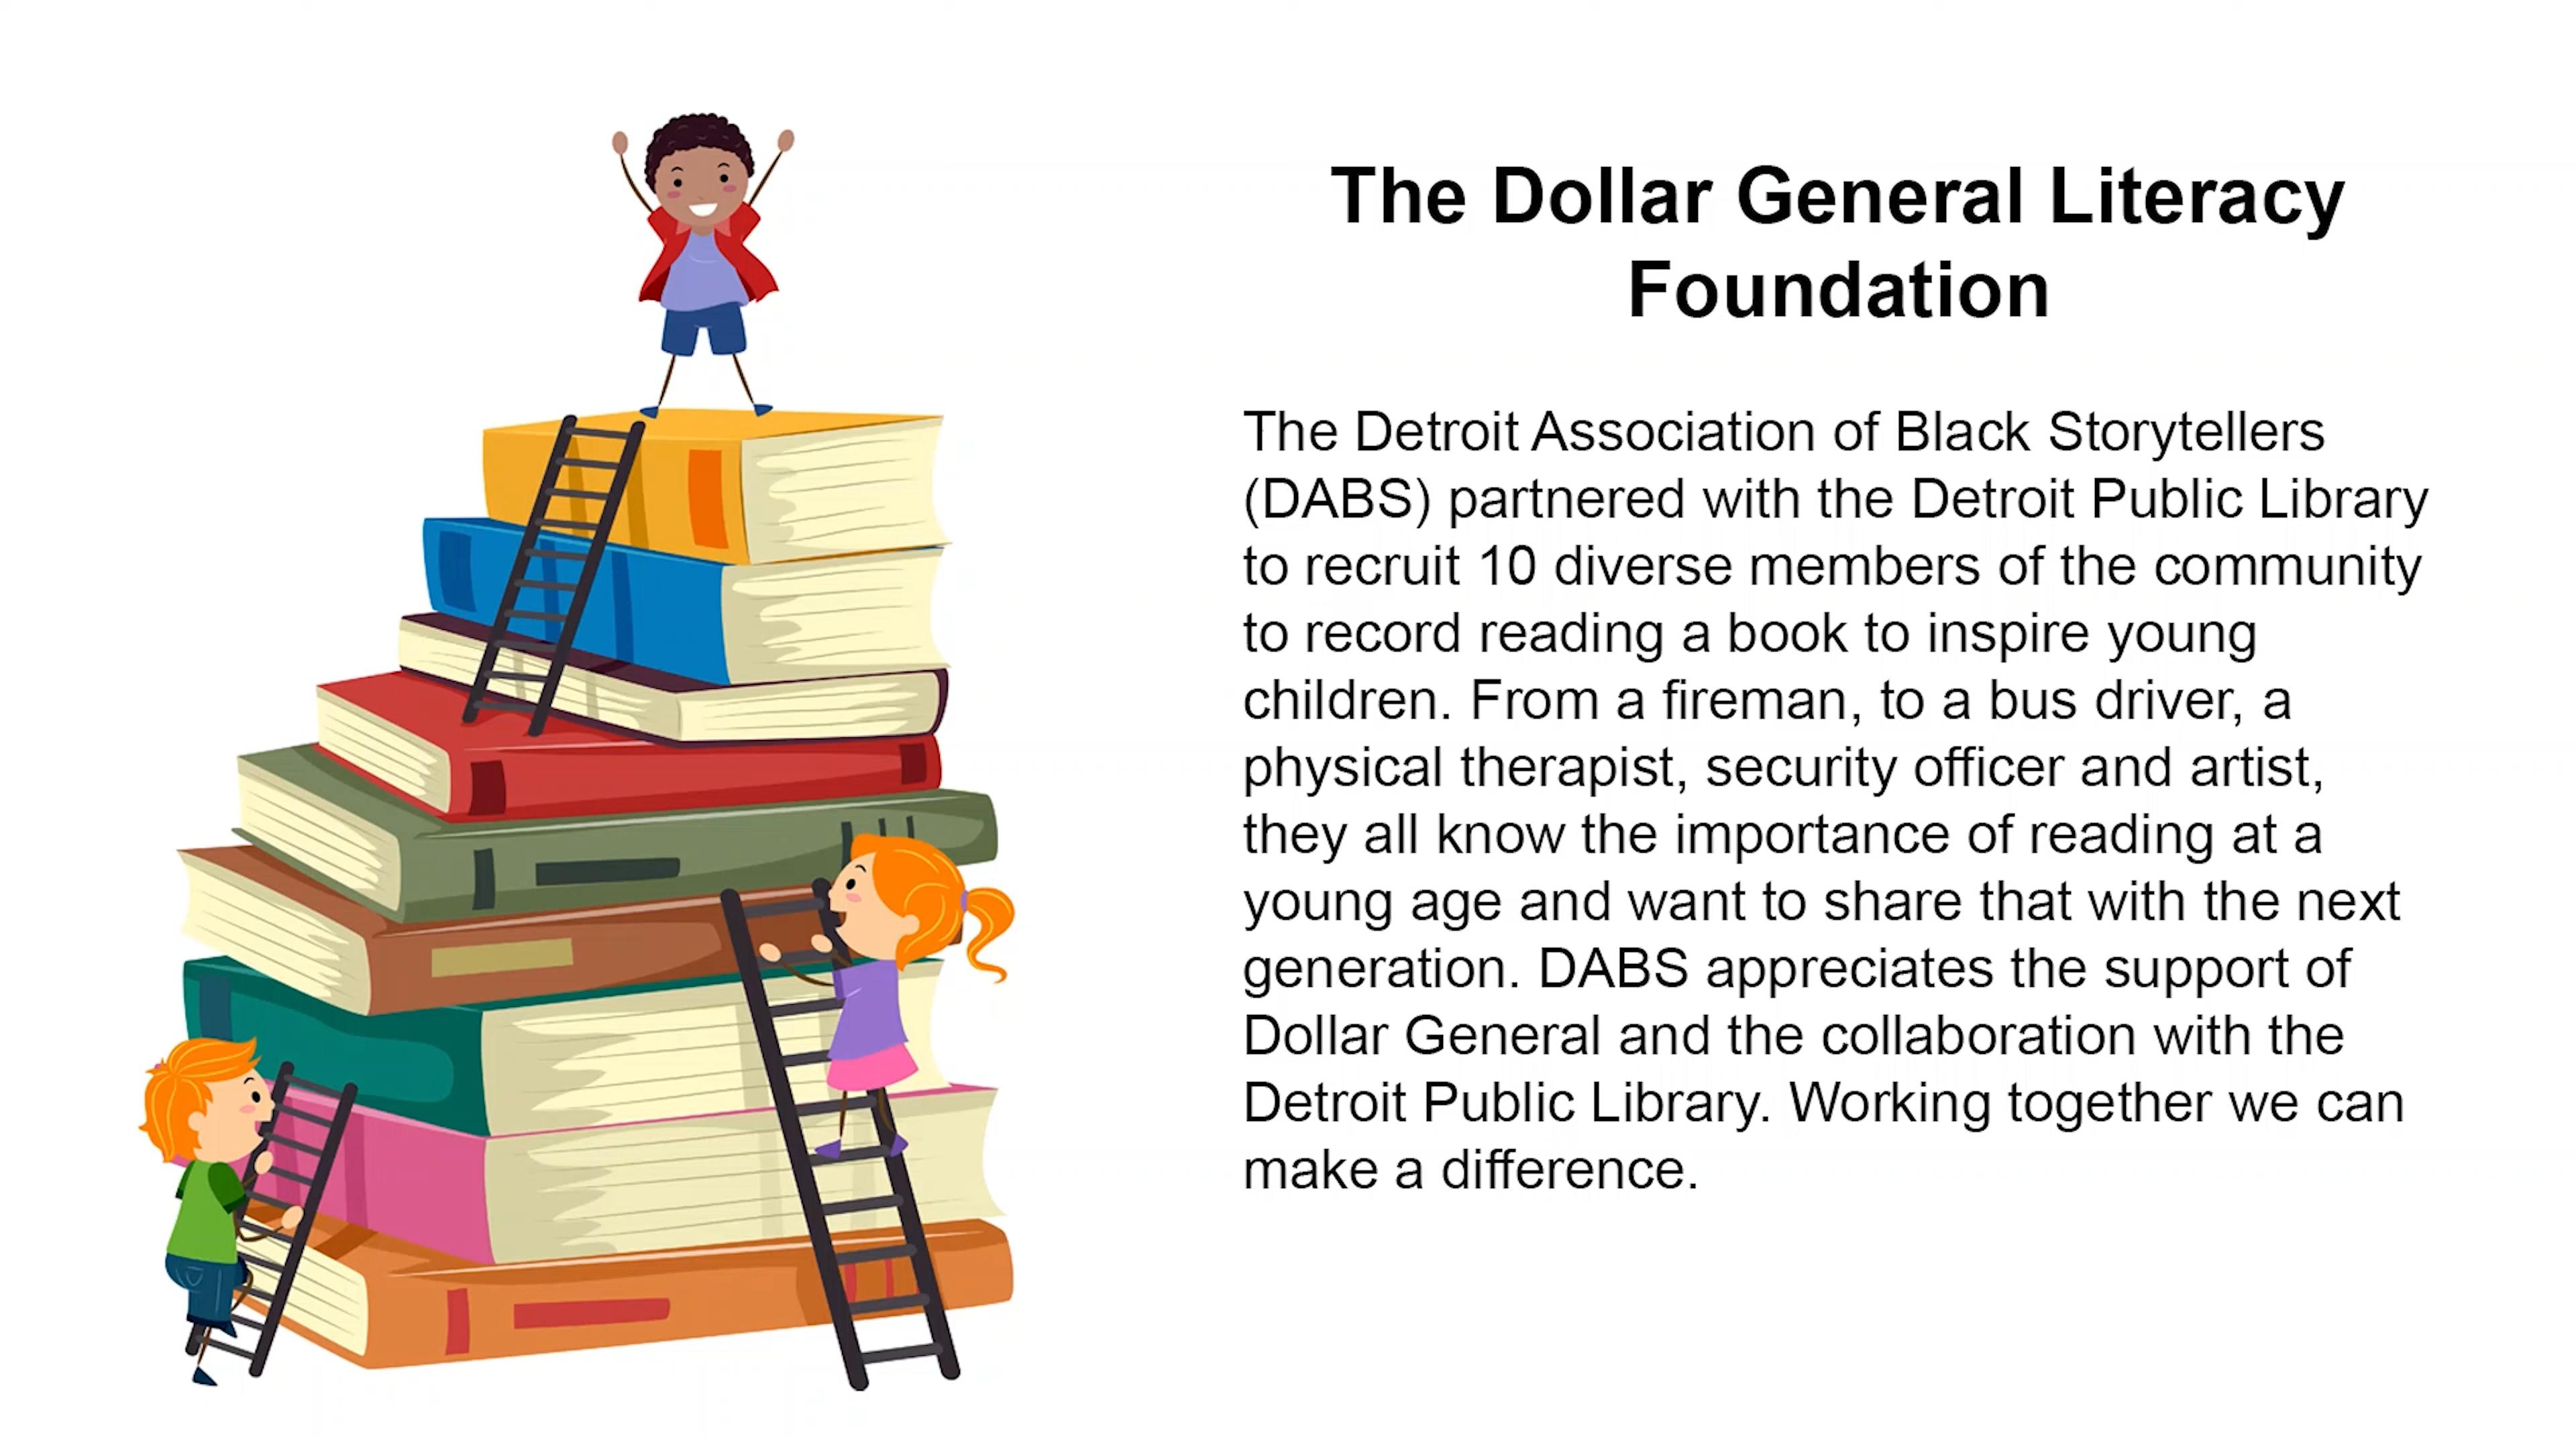 The Dollar General Literacy
Foundation
The Detroit Association of Black Storytellers
(DABS) partnered with the Detroit Public Library
to recruit 10 diverse members of the community
to record reading a book to inspire young
children. From a fireman, to a bus driver, a
physical therapist, security officer and artist,
they all know the importance of reading at a
young age and want to share that with the next
generation. DABS appreciates the support of
Dollar General and the collaboration with the
Detroit Public Library. Working together we can
make a difference.